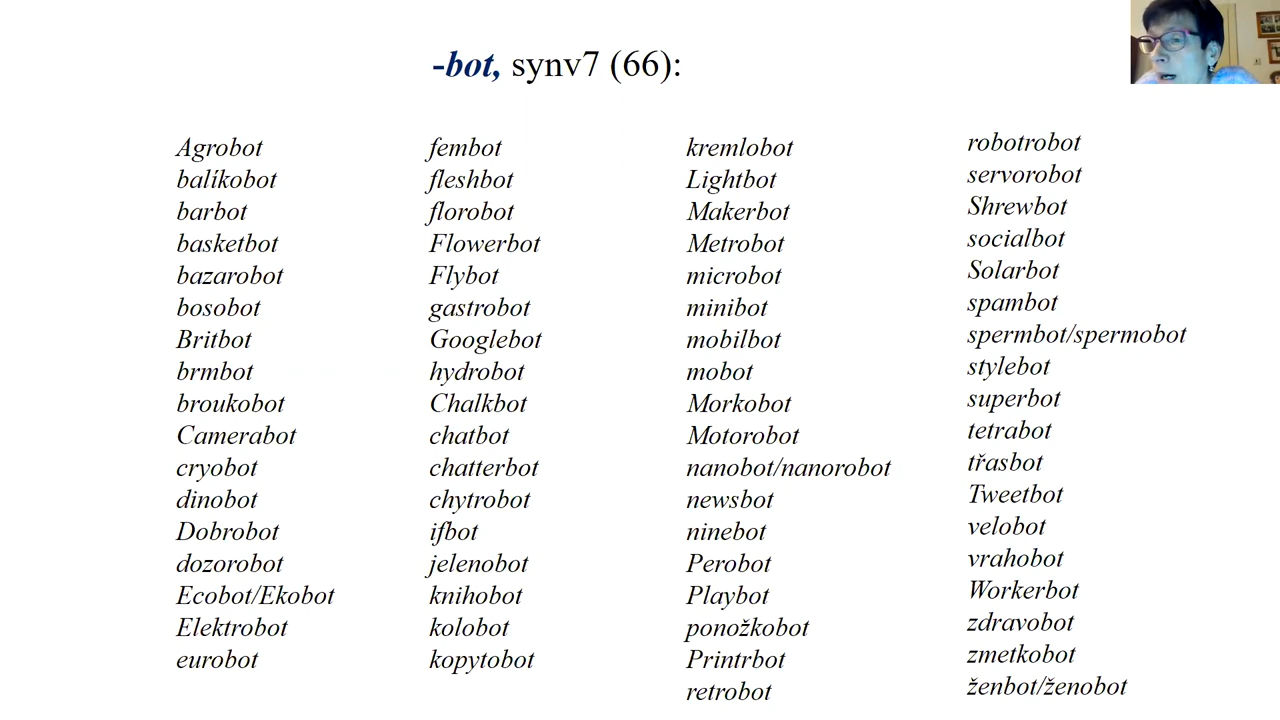 -bot, synv7 (66):
Agrobot
balíkobot
barbot
basketbot
bazarobot
bosobot
Britbot
brmbot
broukobot
Camerabot
cryobot
dinobot
Dobrobot
dozorobot
Ecobot/Ekobot
Elektrobot
eurobot
fembot
fleshbot
florobot
Flowerbot
Flybot
gastrobot
Googlebot
hydrobot
Chalkbot
chatbot
chatterbot
chytrobot
ifbot
jelenobot
knihobot
kolobot
kopytobot
kremlobot
Lightbot
Makerbot
Metrobot
microbot
minibot
mobilbot
mobot
Morkobot
Motorobot
nanobot/nanorobot
newsbot
ninebot
Perobot
Playbot
ponožkobot
Printrbot
retrobot
robotrobot
servorobot
Shrewbot
socialbot
Solarbot
spambot
spermbot/spermobot
stylebot
superbot
tetrabot
třasbot
Tweetbot
velobot
vrahobot
Workerbot
zdravobot
zmetkobot
ženbot/ženobot